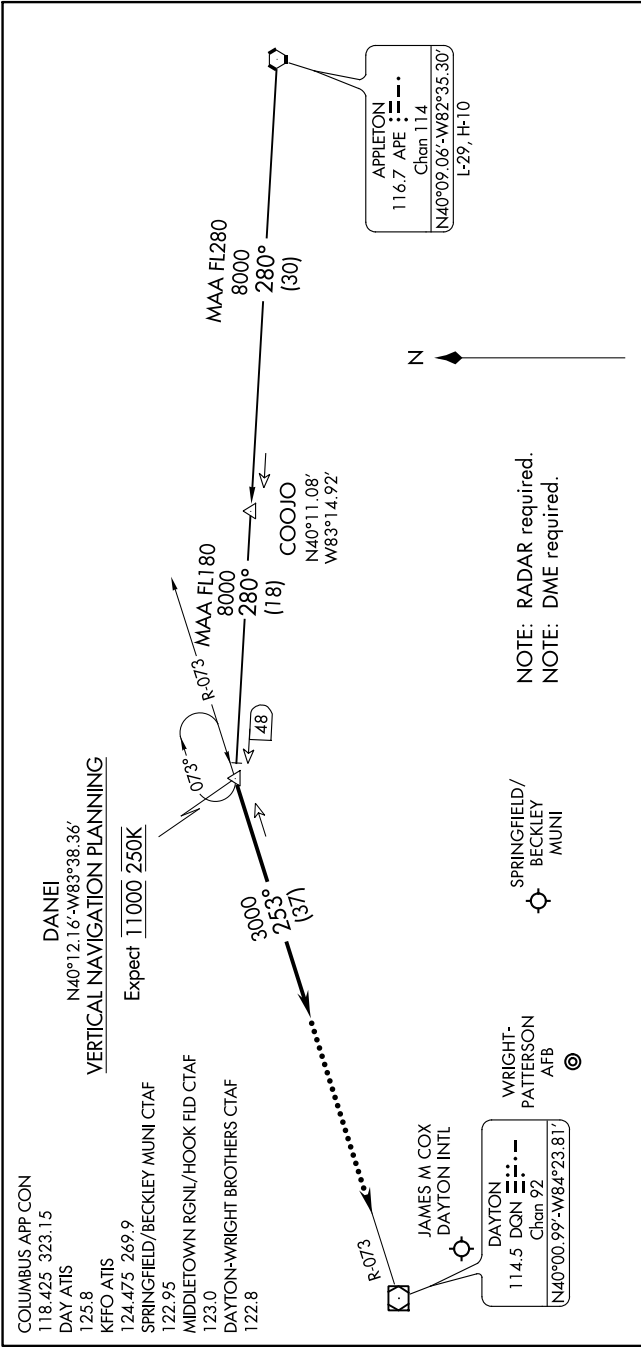 COLUMBUS APP CON
118.425 323.15
DAY ATIS
125.8
KFFO ATIS
124.475 269.9
SPRINGFIELD/BECKLEY MUNI CTAF
122.95
MIDDLETOWN RGNL/HOOK FLD CTAF
123.0
DAYTON-WRIGHT BROTHERS CTAF
122.8
DANEI
N40°12.16'-W83°38.36'
VERTICAL NAVIGATION PLANNING
Expect 11000 250K
073°
R-073
48
MAA FL180
8000
280°
(18)
COOJO
N40°11.08'
W83°14.92'
MAA FL280
8000
280°
(30)
APPLETON
116.7 APE
Chan 114
N40°09.06'-W82°35.30'
L-29, H-10
3000
253°
(37)
R-073
JAMES M COX
DAYTON INTL
DAYTON
114.5 DQN
Chan 92
N40°00.99'-W84°23.81'
WRIGHT-
PATTERSON
AFB
SPRINGFIELD/
BECKLEY
MUNI
NOTE: RADAR required.
NOTE: DME required.
N